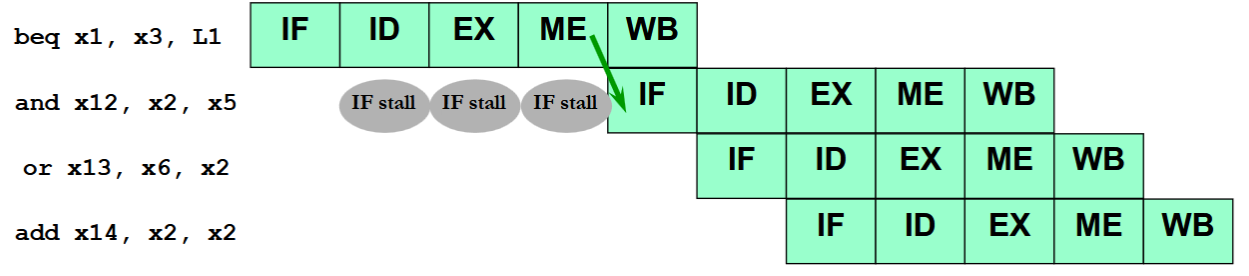 beq x1, x3, L1 IF ID EX ME WB
and x12, x2, x5 IF stall IF stall IF stall IF ID EX ME WB
or x13, x6, x2 IF ID EX ME WB
add x14, x2, x2 IF ID EX ME WB